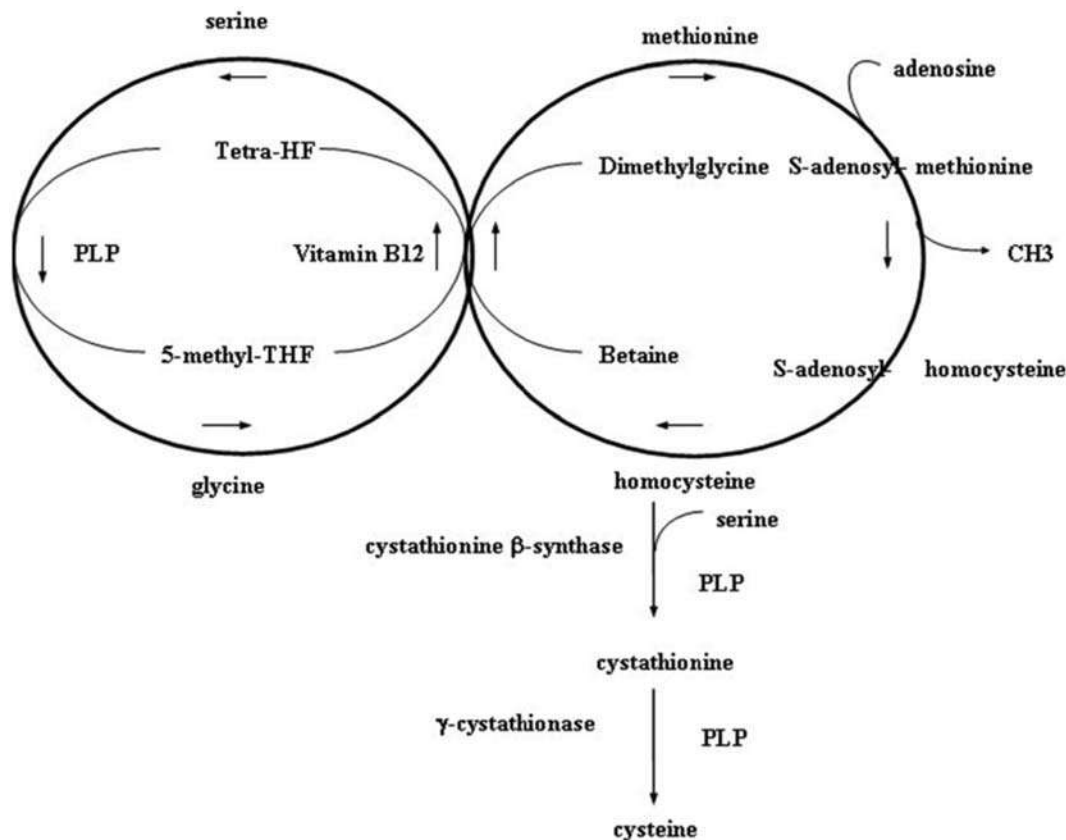 serine
methionine
adenosine
Tetra-HF
Dimethylglycine
S-adenosyl- methionine
PLP
Vitamin B12
CH3
5-methyl-THF
Betaine
S-adenosyl- homocysteine
glycine
homocysteine
serine
cystathionine β-synthase
PLP
cystathionine
γ-cystathionase
PLP
cysteine